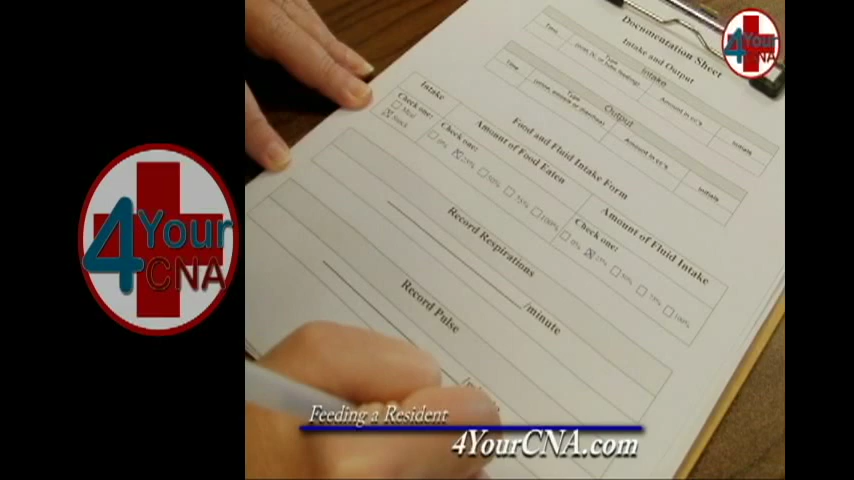 4Your
CNA
4Your
CNA
Documentation Sheet
Intake and Output
Intake
Time
Type
Amount in CC's
Initials
Output
Time
Type
Amount in CC's
Initials
Food and Fluid Intake Form
Intake
Check one:
Meal
Snack
Amount of Food Eaten
Check one:
0% 25% 50% 75% 100%
Amount of Fluid Intake
Check one:
0% 25% 50% 75% 100%
Record Respirations
/minute
Record Pulse
Feeding a Resident
4YourCNA.com